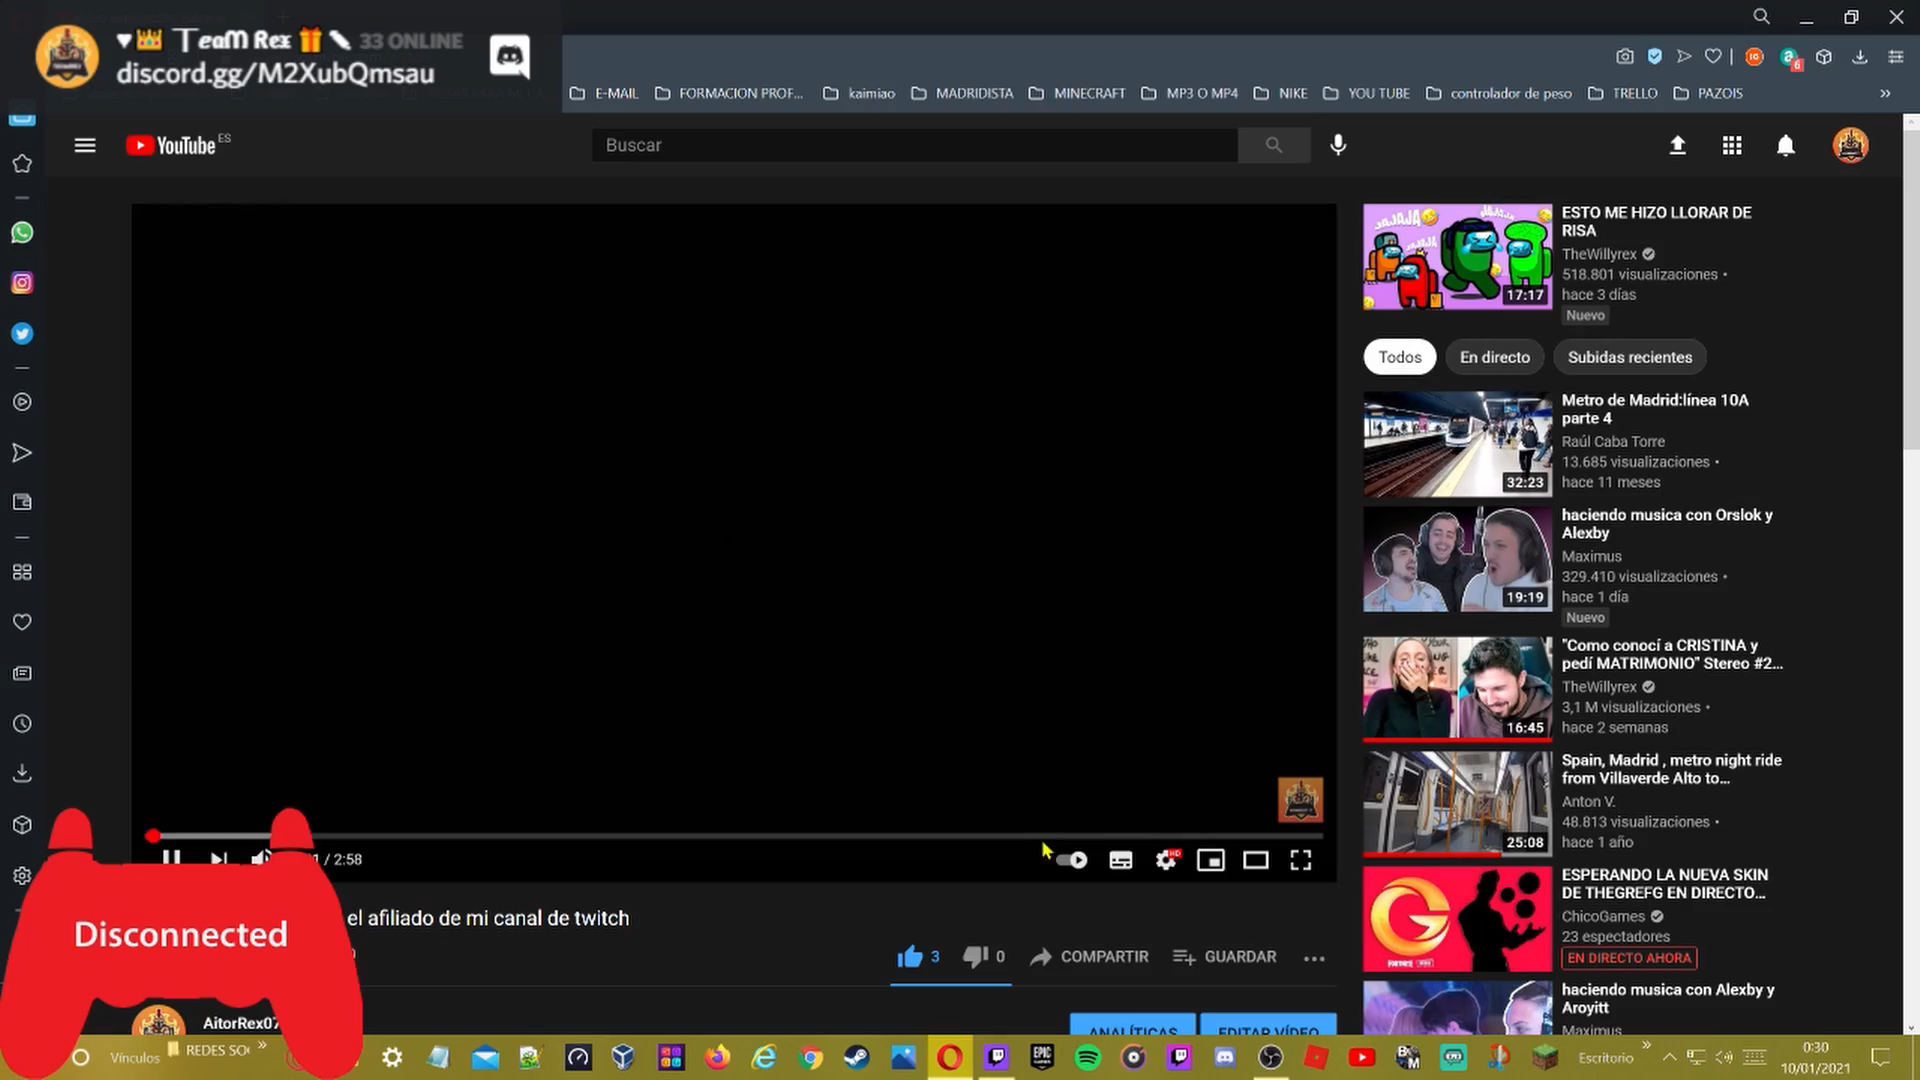 TeaM Rex 33 ONLINE
discord.gg/M2XubQmsau
E-MAIL
FORMACION PROF...
kaimiao
MADRIDISTA
MINECRAFT
MP3 O MP4
NIKE
YOU TUBE
controlador de peso
TRELLO
PAZOIS
»
6
YouTube ES
Buscar
17:17
ESTO ME HIZO LLORAR DE
RISA
TheWillyrex
518.801 visualizaciones •
hace 3 días
Nuevo
Todos
En directo
Subidas recientes
32:23
Metro de Madrid:línea 10A
parte 4
Raúl Caba Torre
13.685 visualizaciones •
hace 11 meses
19:19
haciendo musica con Orslok y
Alexby
Maximus
329.410 visualizaciones •
hace 1 día
Nuevo
16:45
"Como conocí a CRISTINA y
pedí MATRIMONIO" Stereo #2...
TheWillyrex
3,1 M visualizaciones •
hace 2 semanas
25:08
Spain, Madrid , metro night ride
from Villaverde Alto to...
Anton V.
48.813 visualizaciones •
hace 1 año
ESPERANDO LA NUEVA SKIN
DE THEGREFG EN DIRECTO...
ChicoGames
23 espectadores
EN DIRECTO AHORA
haciendo musica con Alexby y
Aroyitt
Maximus
/ 2:58
HD
Disconnected
el afiliado de mi canal de twitch
3
0
COMPARTIR
GUARDAR
AitorRex07
ANALÍTICAS
EDITAR VÍDEO
Vínculos
REDES SO
»
EPIC
GAMES
Escritorio
»
0:30
10/01/2021